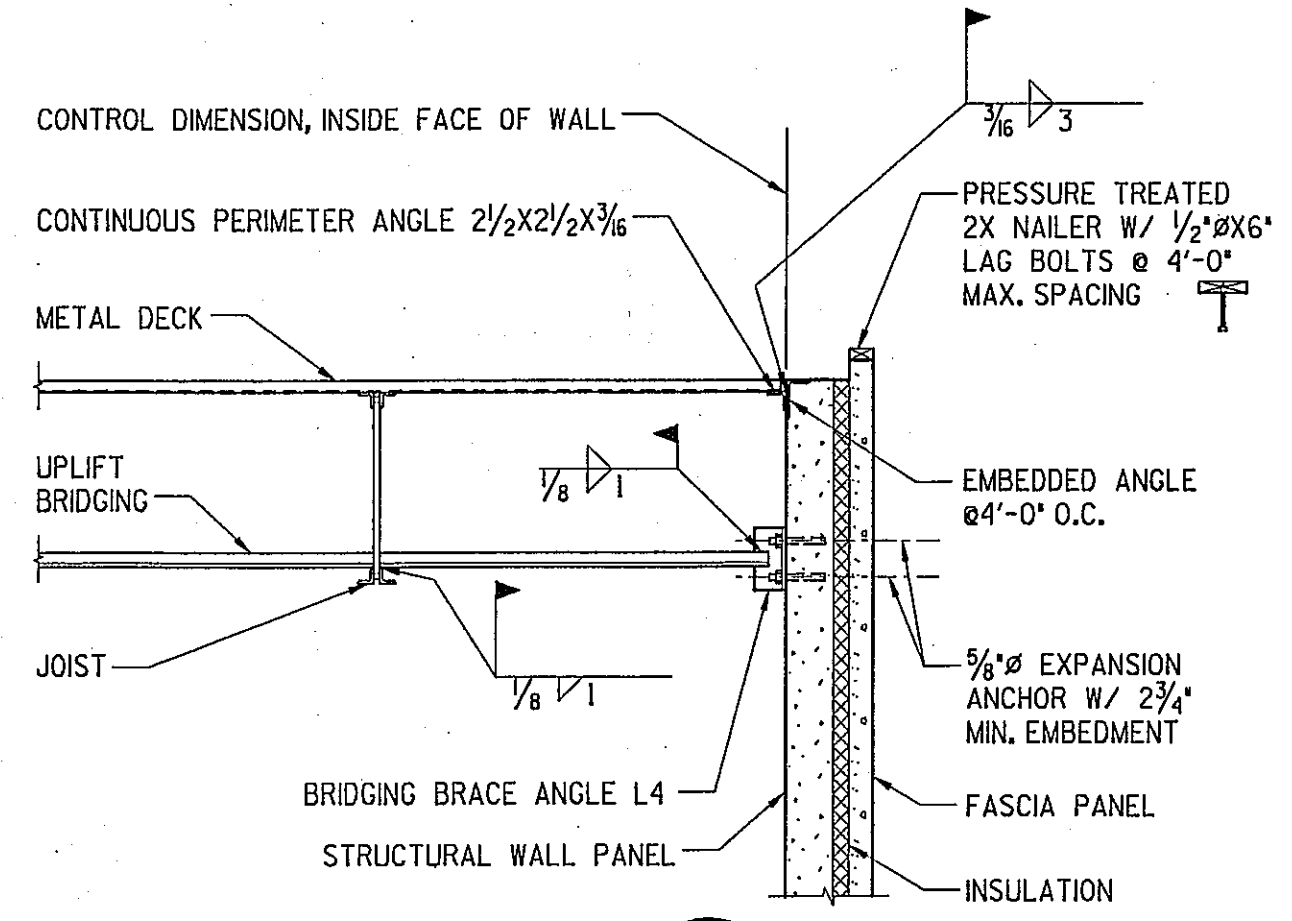 CONTROL DIMENSION, INSIDE FACE OF WALL
3/16 3
CONTINUOUS PERIMETER ANGLE 2 1/2X2 1/2X3/16
PRESSURE TREATED
2X NAILER W/ 1/2"ØX6"
LAG BOLTS @ 4'-0"
MAX. SPACING
METAL DECK
UPLIFT
BRIDGING
1/8 1
EMBEDDED ANGLE
@4'-0" O.C.
JOIST
1/8 1
5/8"Ø EXPANSION
ANCHOR W/ 2 3/4"
MIN. EMBEDMENT
BRIDGING BRACE ANGLE L4
FASCIA PANEL
STRUCTURAL WALL PANEL
INSULATION